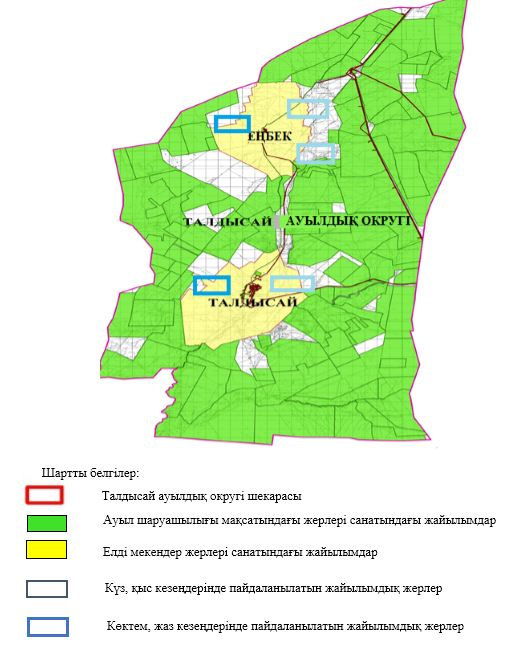 ЕҢБЕК
ТАЛДЫСАЙ АУЫЛДЫҚ ОКРУГІ
ТАЛДЫСАЙ
Шартты белгілер:
Талдысай ауылдық округі шекарасы
Ауыл шаруашылығы мақсатындағы жерлері санатындағы жайылымдар
Елді мекендер жерлері санатындағы жайылымдар
Күз, қыс кезеңдерінде пайдаланылатын жайылымдық жерлер
Көктем, жаз кезеңдерінде пайдаланылатын жайылымдық жерлер